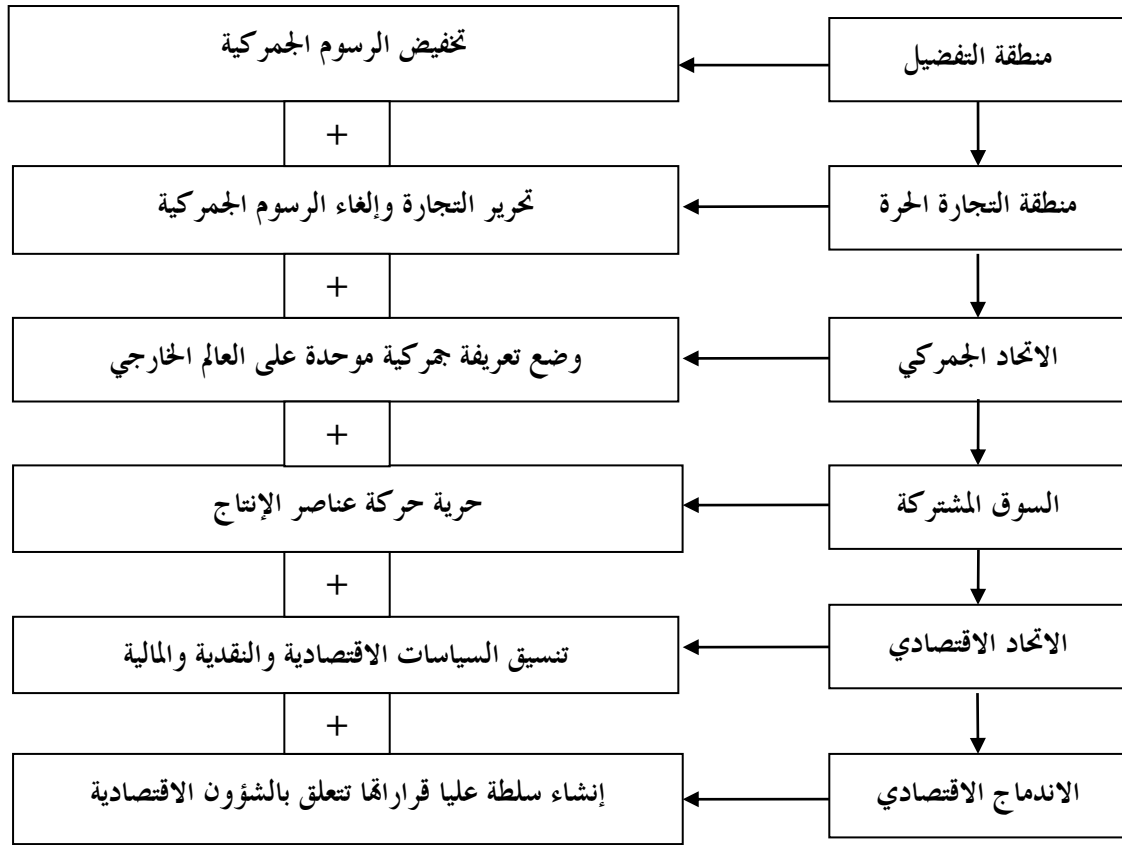 منطقة التفضيل
تخفيض الرسوم الجمركية
+
منطقة التجارة الحرة
تحرير التجارة وإلغاء الرسوم الجمركية
+
الاتحاد الجمركي
وضع تعريفة جمركية موحدة على العالم الخارجي
+
السوق المشتركة
حرية حركة عناصر الإنتاج
+
الاتحاد الاقتصادي
تنسيق السياسات الاقتصادية والنقدية والمالية
+
الاندماج الاقتصادي
إنشاء سلطة عليا قراراتها تتعلق بالشؤون الاقتصادية